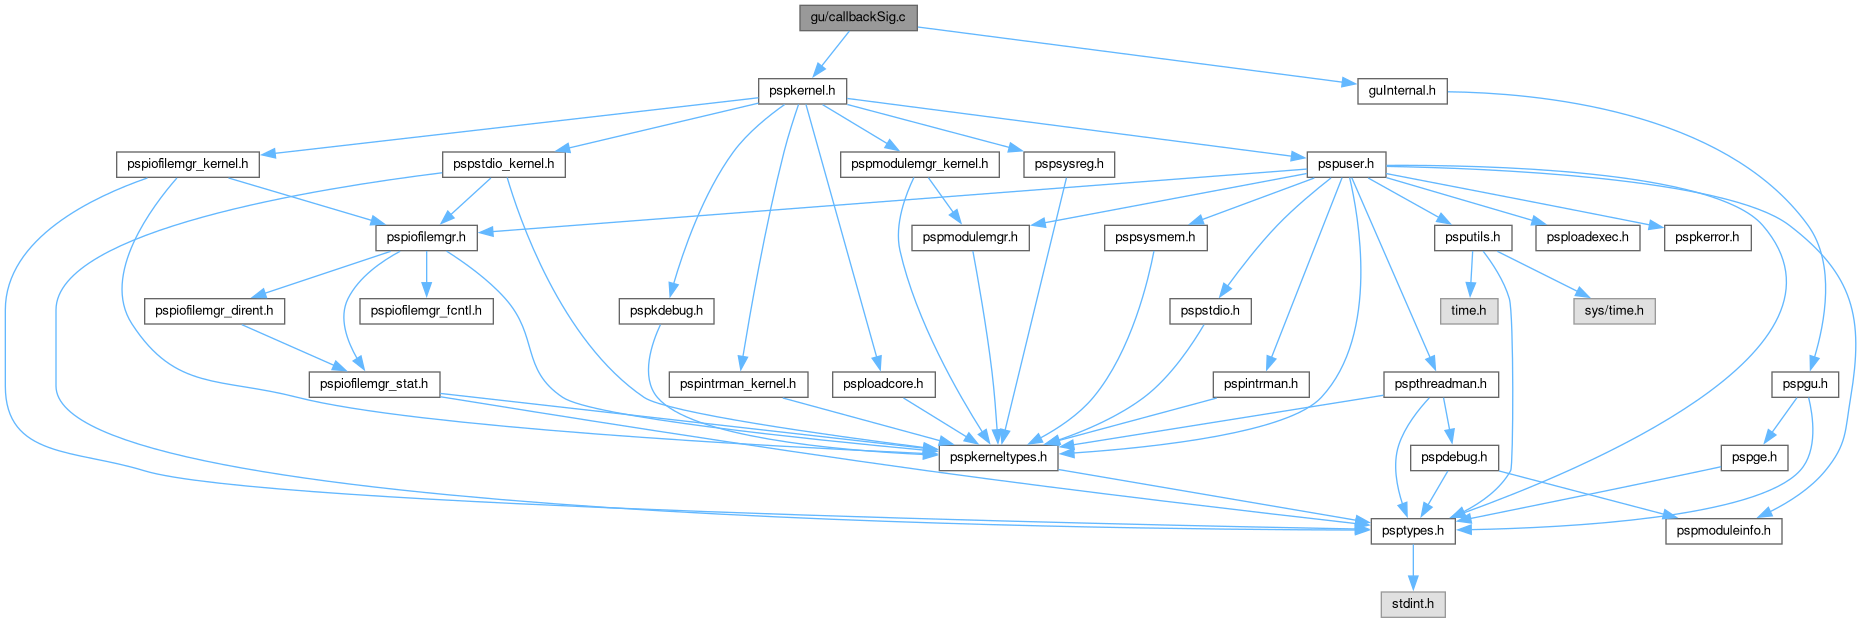 gu/callbackSig.c
pspkernel.h
guInternal.h
pspiofilemgr_kernel.h
pspstdio_kernel.h
pspmodulemgr_kernel.h
pspsysreg.h
pspuser.h
pspiofilemgr.h
pspmodulemgr.h
pspsysmem.h
psputils.h
psploadexec.h
pspkerror.h
pspiofilemgr_dirent.h
pspiofilemgr_fcntl.h
pspkdebug.h
pspstdio.h
time.h
sys/time.h
pspiofilemgr_stat.h
pspintrman_kernel.h
psploadcore.h
pspintrman.h
pspthreadman.h
pspgu.h
pspkerneltypes.h
pspdebug.h
pspge.h
psptypes.h
pspmoduleinfo.h
stdint.h